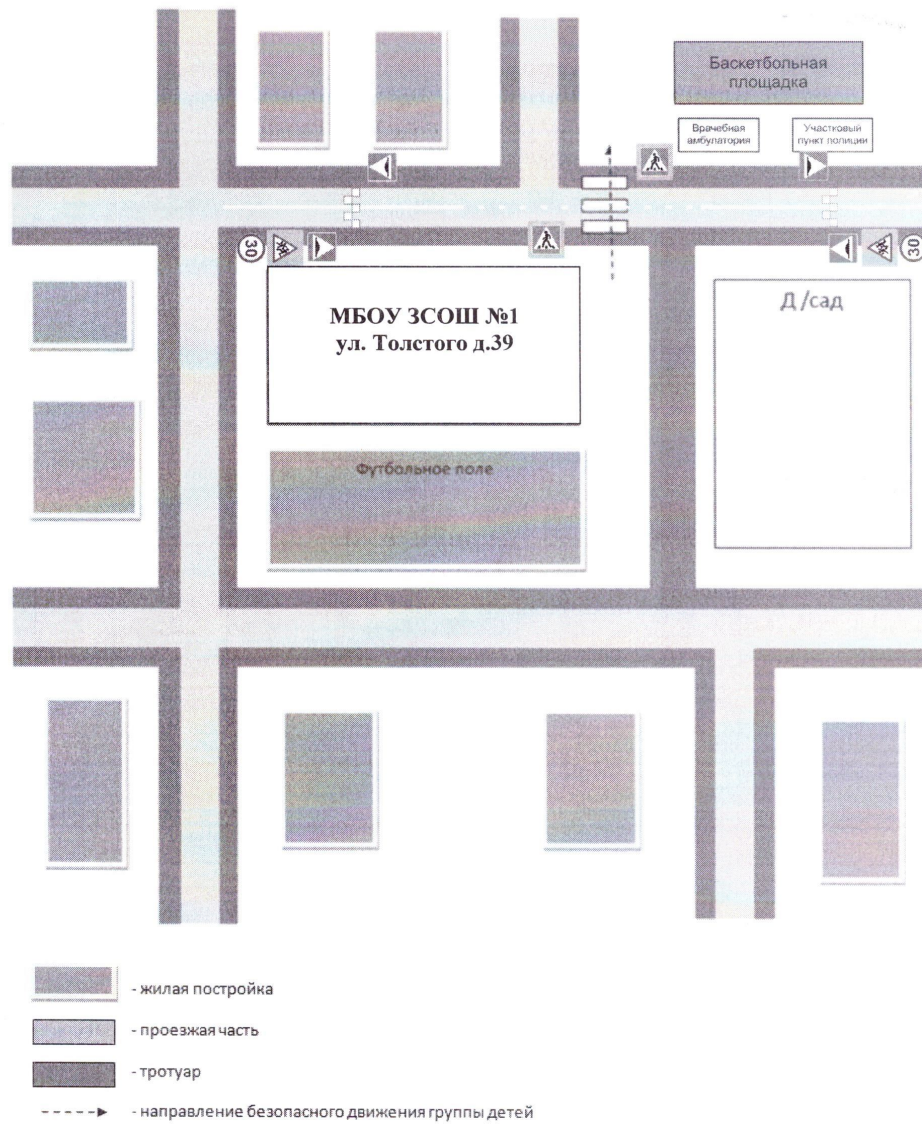 Баскетбольная
площадка
Врачебная
амбулатория
Участковый
пункт полиции
30
30
МБОУ ЗСОШ №1
ул. Толстого д.39
Д/сад
Футбольное поле
- жилая постройка
- проезжая часть
- тротуар
- направление безопасного движения группы детей